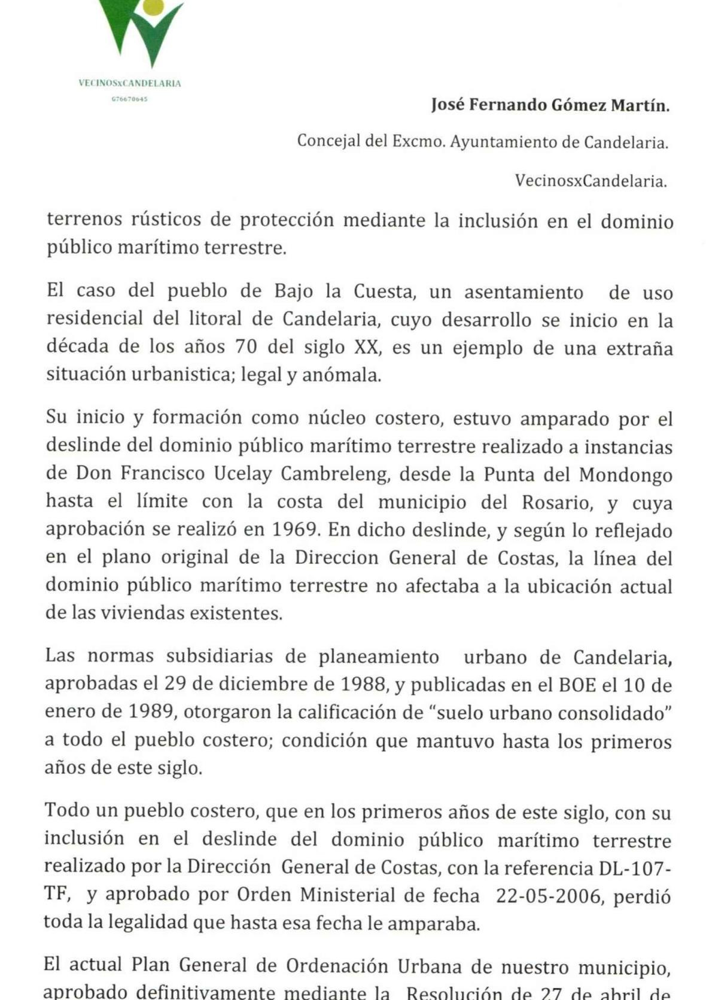 VECINOSxCANDELARIA
G76670645
José Fernando Gómez Martín.
Concejal del Excmo. Ayuntamiento de Candelaria.
VecinosxCandelaria.
terrenos rústicos de protección mediante la inclusión en el dominio
público marítimo terrestre.
El caso del pueblo de Bajo la Cuesta, un asentamiento de uso
residencial del litoral de Candelaria, cuyo desarrollo se inicio en la
década de los años 70 del siglo XX, es un ejemplo de una extraña
situación urbanistica; legal y anómala.
Su inicio y formación como núcleo costero, estuvo amparado por el
deslinde del dominio público marítimo terrestre realizado a instancias
de Don Francisco Ucelay Cambreleng, desde la Punta del Mondongo
hasta el límite con la costa del municipio del Rosario, y cuya
aprobación se realizó en 1969. En dicho deslinde, y según lo reflejado
en el plano original de la Direccion General de Costas, la línea del
dominio público marítimo terrestre no afectaba a la ubicación actual
de las viviendas existentes.
Las normas subsidiarias de planeamiento urbano de Candelaria,
aprobadas el 29 de diciembre de 1988, y publicadas en el BOE el 10 de
enero de 1989, otorgaron la calificación de “suelo urbano consolidado”
a todo el pueblo costero; condición que mantuvo hasta los primeros
años de este siglo.
Todo un pueblo costero, que en los primeros años de este siglo, con su
inclusión en el deslinde del dominio público marítimo terrestre
realizado por la Dirección General de Costas, con la referencia DL-107-
TF, y aprobado por Orden Ministerial de fecha 22-05-2006, perdió
toda la legalidad que hasta esa fecha le amparaba.
El actual Plan General de Ordenación Urbana de nuestro municipio,
aprobado definitivamente mediante la Resolución de 27 de abril de